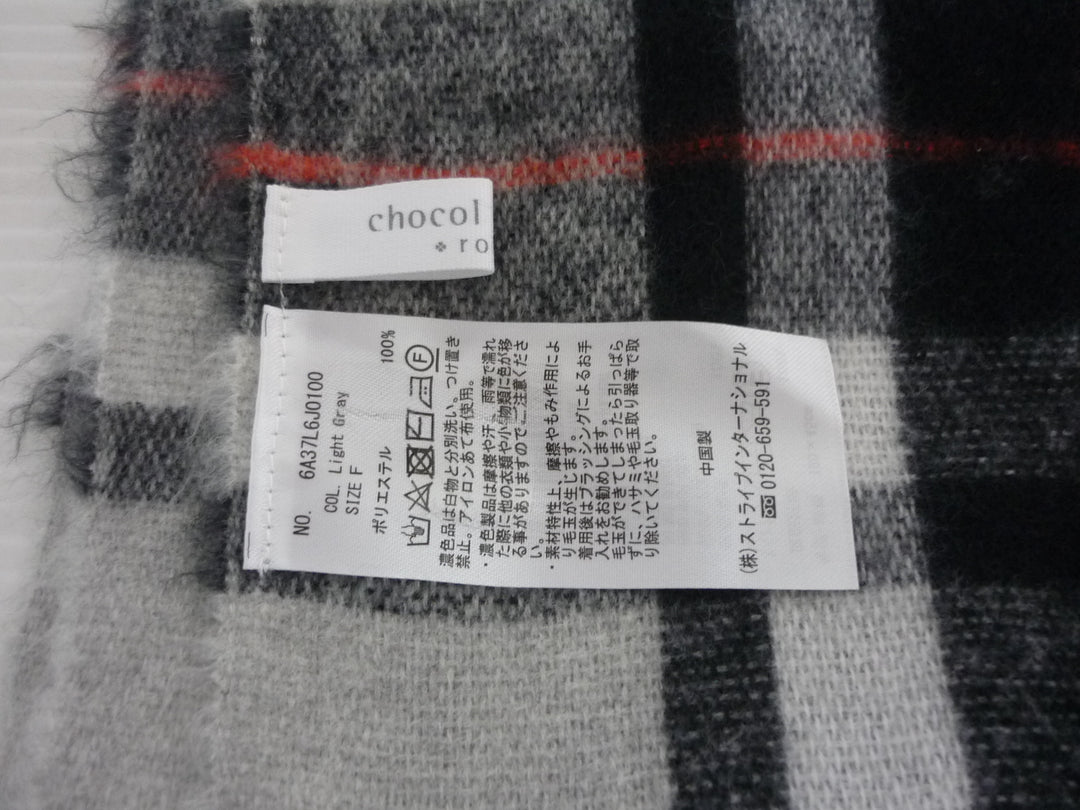 chocol
ro
NO. 6A37L6J0100
COL. Light Gray
SIZE F
ポリエステル 100%
濃色品は白物と分別洗い。つけ置き
禁止。アイロンあて布使用。
・濃色製品は摩擦や汗、雨等で濡れ
た際に他の衣類や小物類に色が移
る事がありますのでご注意くださ
い。
・素材特性上、摩擦やもみ作用によ
り毛玉が生じます。
着用後はブラッシングによるお手
入れをお勧めします。
毛玉ができてしまったら引っぱら
ずに、ハサミや毛玉取り器等で取
り除いてください。
中国製
(株)ストライプインターナショナル
0120-659-591